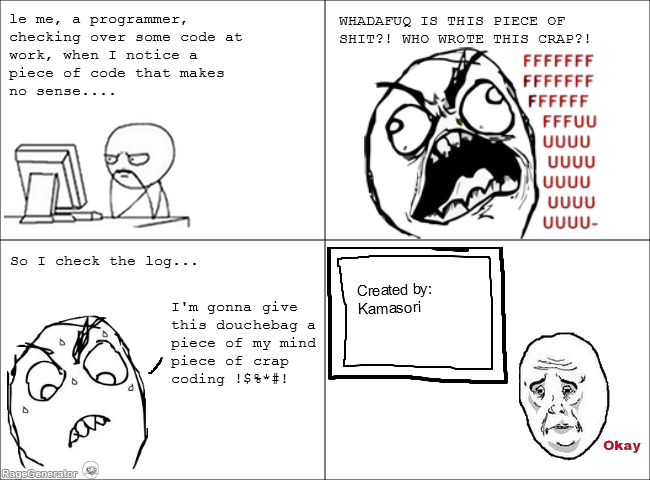 le me, a programmer,
checking over some code at
work, when I notice a
piece of code that makes
no sense....
WHADAFUQ IS THIS PIECE OF
SHIT?! WHO WROTE THIS CRAP?!
FFFFFFF
FFFFFFF
FFFFFF
FFFUU
UUUU
UUUU
UUUU
UUUU
UUUU-
So I check the log...
I'm gonna give
this douchebag a
piece of my mind
piece of crap
coding !$%*#!
Created by:
Kamasori
Okay
RageGenerator